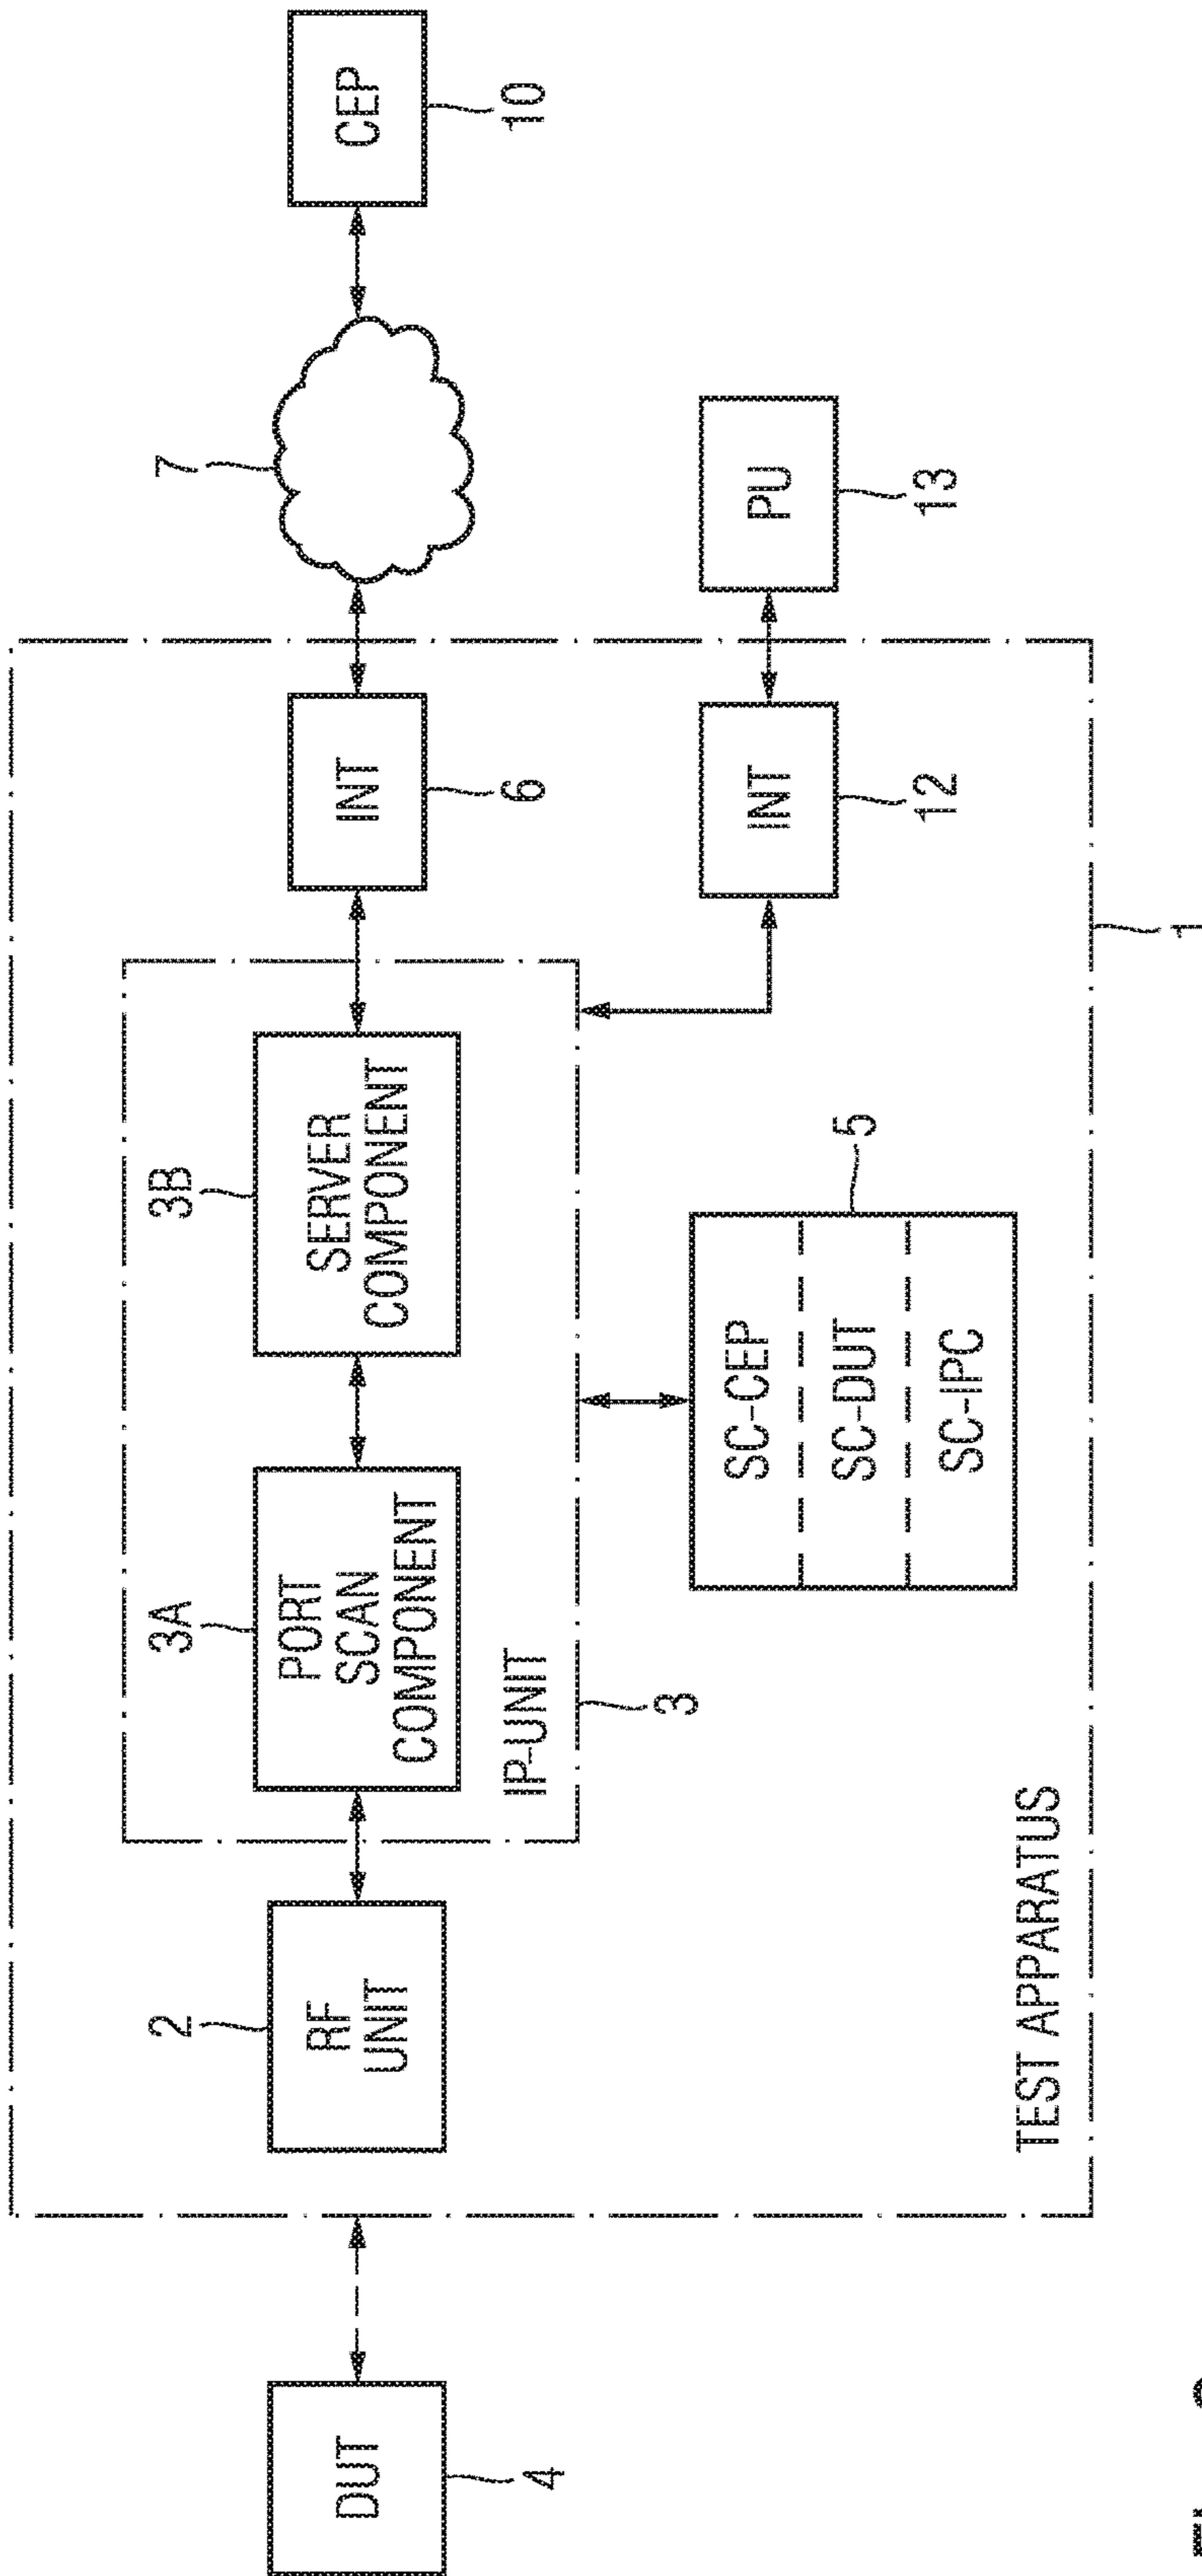 7
CEP
10
3B
INT
6
SERVER
COMPONENT
PU
13
INT
12
3A
PORT
SCAN
COMPONENT
5
IP-UNIT
3
SC-CEP
SC-DUT
SC-IPC
1
2
RF
UNIT
TEST APPARATUS
DUT
4